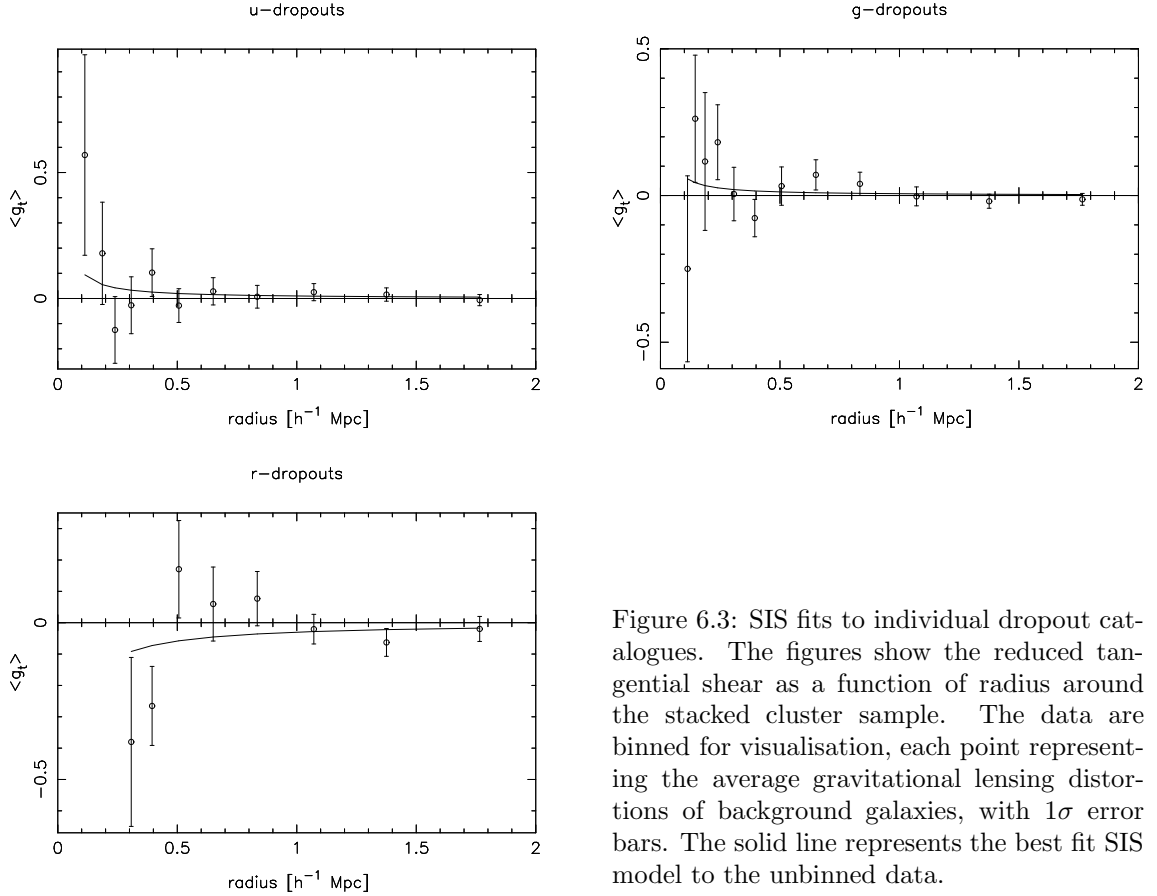 u-dropouts
0.5
0
<g_t>
0 0.5 1 1.5 2
radius [h⁻¹ Mpc]
g-dropouts
0.5
0
-0.5
<g_t>
0 0.5 1 1.5 2
radius [h⁻¹ Mpc]
r-dropouts
0
-0.5
<g_t>
0 0.5 1 1.5 2
radius [h⁻¹ Mpc]
Figure 6.3: SIS fits to individual dropout cat-
alogues. The figures show the reduced tan-
gential shear as a function of radius around
the stacked cluster sample. The data are
binned for visualisation, each point represent-
ing the average gravitational lensing distor-
tions of background galaxies, with 1σ error
bars. The solid line represents the best fit SIS
model to the unbinned data.